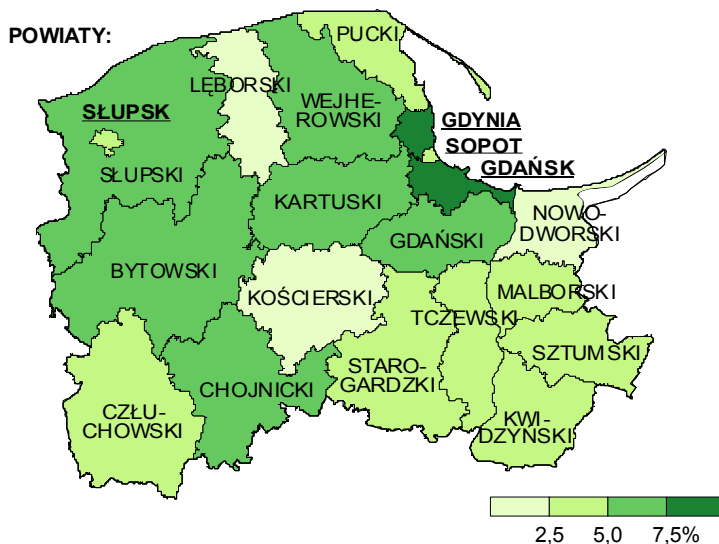 POWIATY:
PUCKI
LĘBORSKI
WEJHE-
ROWSKI
SŁUPSK
GDYNIA
SOPOT
GDAŃSK
SŁUPSKI
KARTUSKI
NOWO-
DWORSKI
GDAŃSKI
BYTOWSKI
KOŚCIERSKI
MALBORSKI
TCZEWSKI
SZTUMSKI
STARO-
GARDZKI
CHOJNICKI
CZŁU-
CHOWSKI
KWI-
DZYŃSKI
2,5 5,0 7,5%